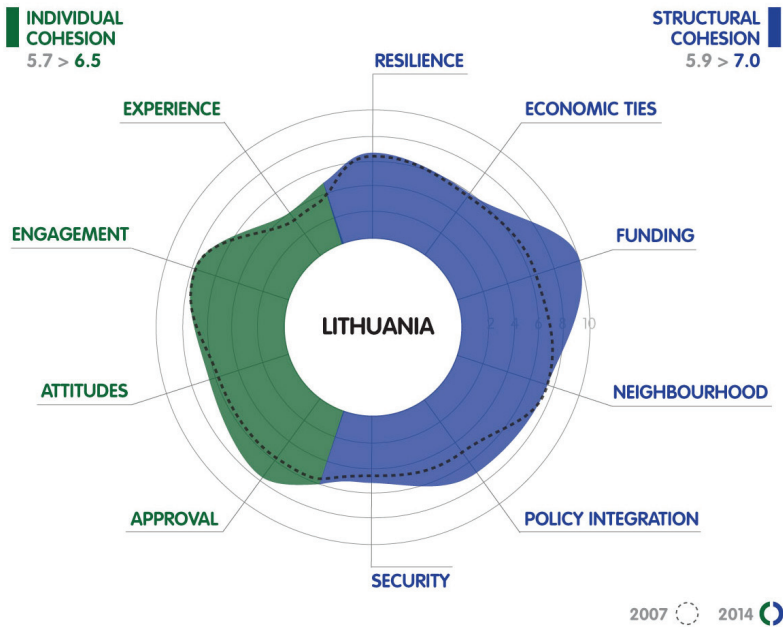 INDIVIDUAL
COHESION
5.7 > 6.5
STRUCTURAL
COHESION
5.9 > 7.0
RESILIENCE
EXPERIENCE
ECONOMIC TIES
ENGAGEMENT
FUNDING
LITHUANIA
2 4 6 8 10
ATTITUDES
NEIGHBOURHOOD
APPROVAL
POLICY INTEGRATION
SECURITY
2007
2014